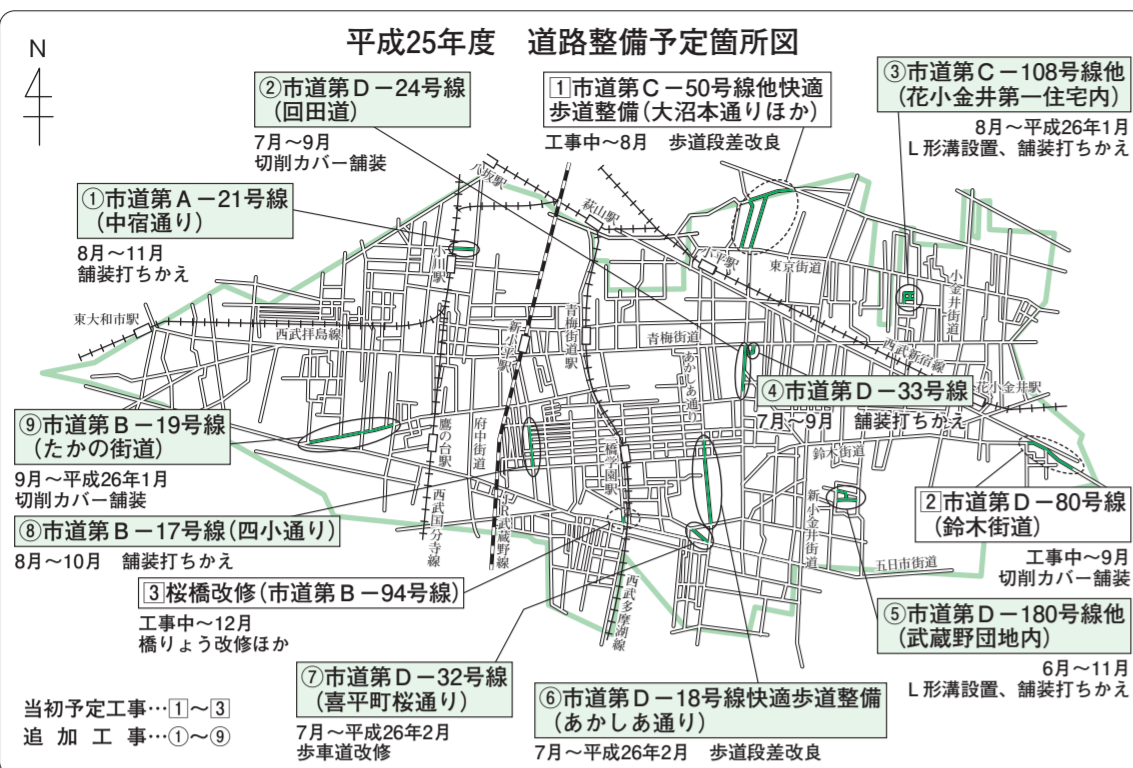 平成25年度　道路整備予定箇所図
N
②市道第D－24号線
(回田道)
7月～9月
切削カバー舗装
1市道第C－50号線他快適
歩道整備(大沼本通りほか)
工事中～8月　歩道段差改良
③市道第C－108号線他
(花小金井第一住宅内)
8月～平成26年1月
L形溝設置、舗装打ちかえ
①市道第A－21号線
(中宿通り)
8月～11月
舗装打ちかえ
八坂駅
萩山駅
小平駅
東京街道
小金井街道
小川駅
東大和市駅
西武拝島線
新小平駅
青梅街道駅
青梅街道
あかしあ通り
西武新宿線
花小金井駅
④市道第D－33号線
7月～9月　舗装打ちかえ
⑨市道第B－19号線
(たかの街道)
9月～平成26年1月
切削カバー舗装
鷹の台駅
府中街道
一橋学園駅
鈴木街道
新小金井街道
2市道第D－80号線
(鈴木街道)
工事中～9月
切削カバー舗装
⑧市道第B－17号線(四小通り)
8月～10月　舗装打ちかえ
西武国分寺線
JR武蔵野線
五日市街道
3桜橋改修(市道第B－94号線)
工事中～12月
橋りょう改修ほか
西武多摩湖線
⑤市道第D－180号線他
(武蔵野団地内)
6月～11月
L形溝設置、舗装打ちかえ
⑦市道第D－32号線
(喜平町桜通り)
7月～平成26年2月
歩車道改修
⑥市道第D－18号線快適歩道整備
(あかしあ通り)
7月～平成26年2月　歩道段差改良
当初予定工事…1～3
追加工事…①～⑨